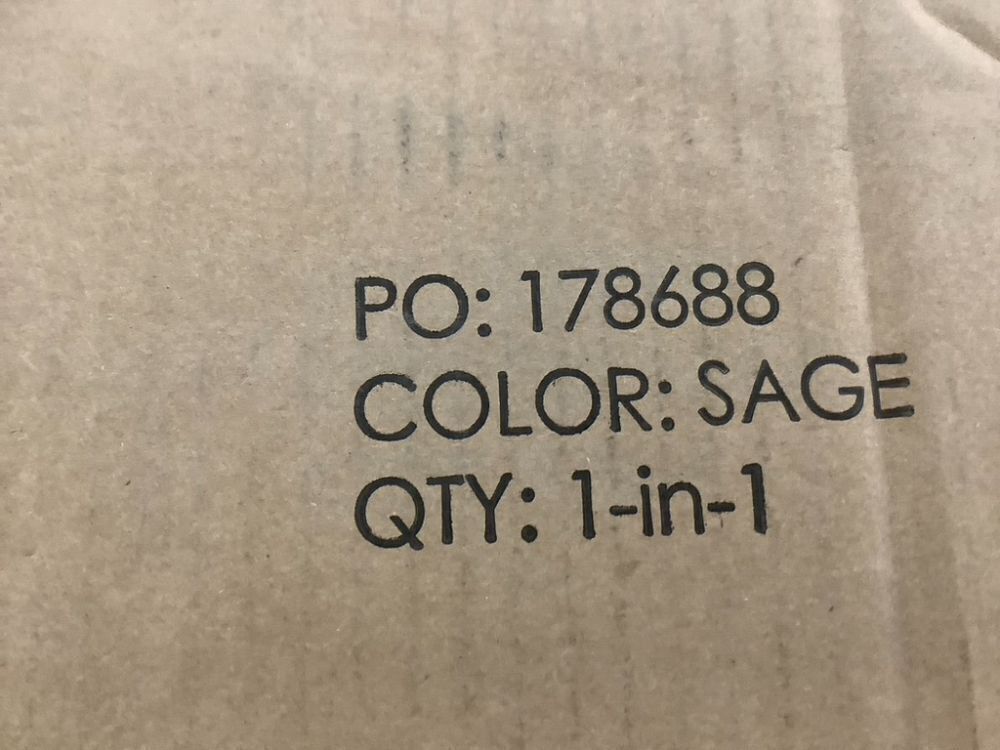 PO: 178688
COLOR: SAGE
QTY: 1-in-1